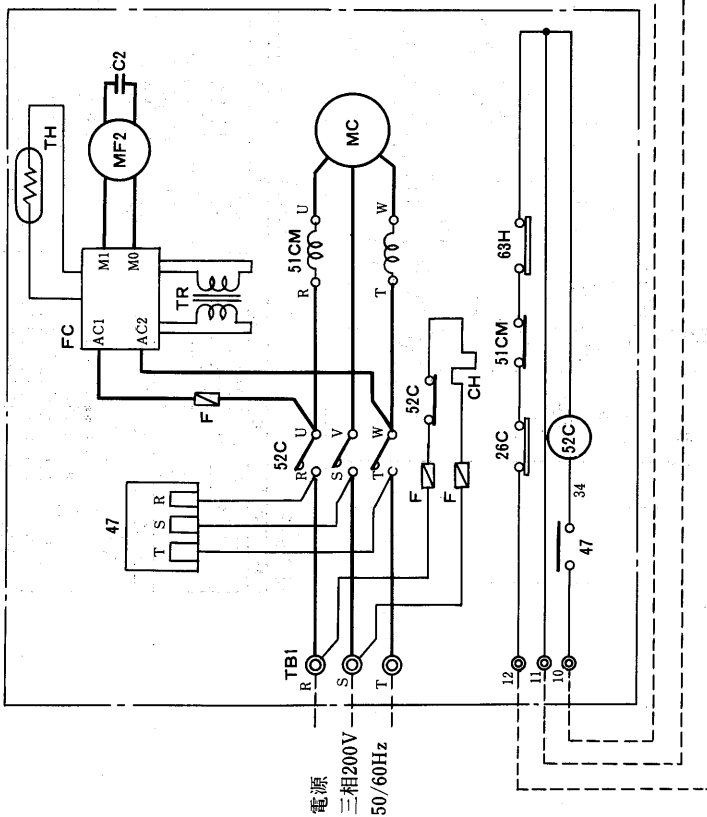 C2
TH
MF2
MC
M1
M0
U
W
51CM
63H
TR
R
T
FC
AC1
AC2
F
52C
51CM
CH
U
V
W
52C
R
S
T
26C
52C
F
F
34
47
R
S
T
47
TB1
R
S
T
12
11
10
電源
三相200V
50/60Hz